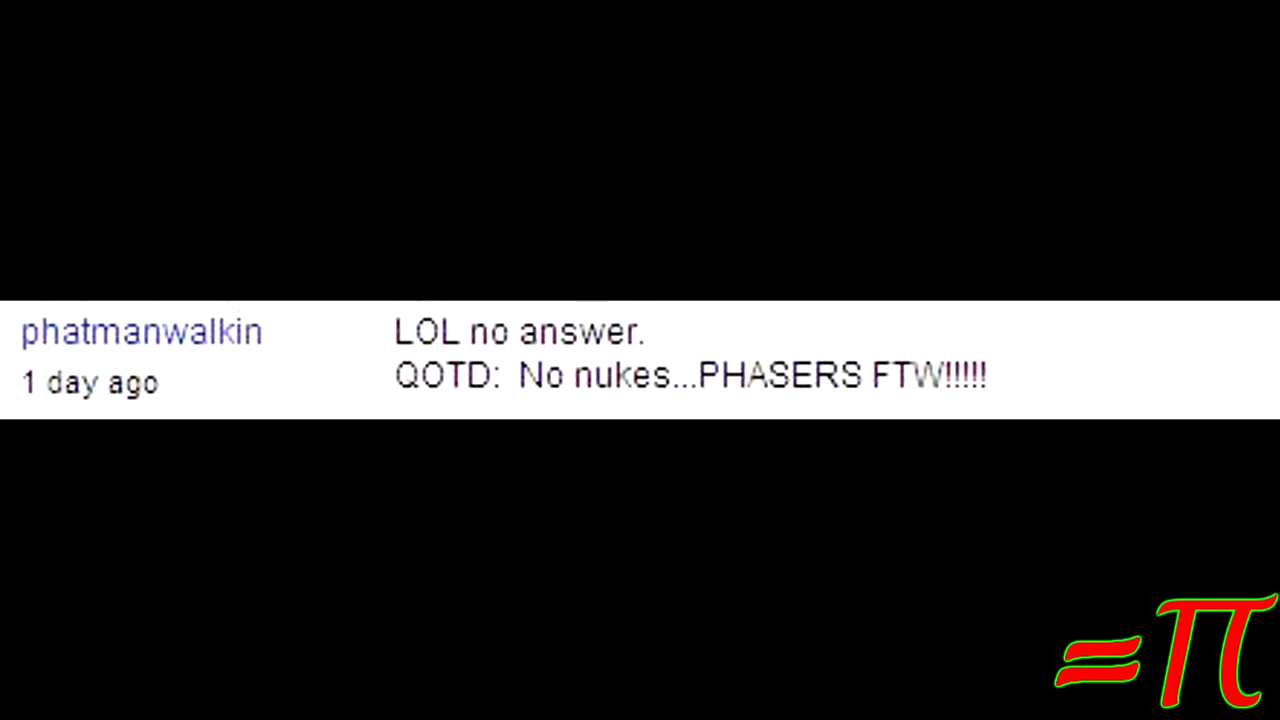 phatmanwalkin
1 day ago
LOL no answer.
QOTD:  No nukes...PHASERS FTW!!!!!
=π